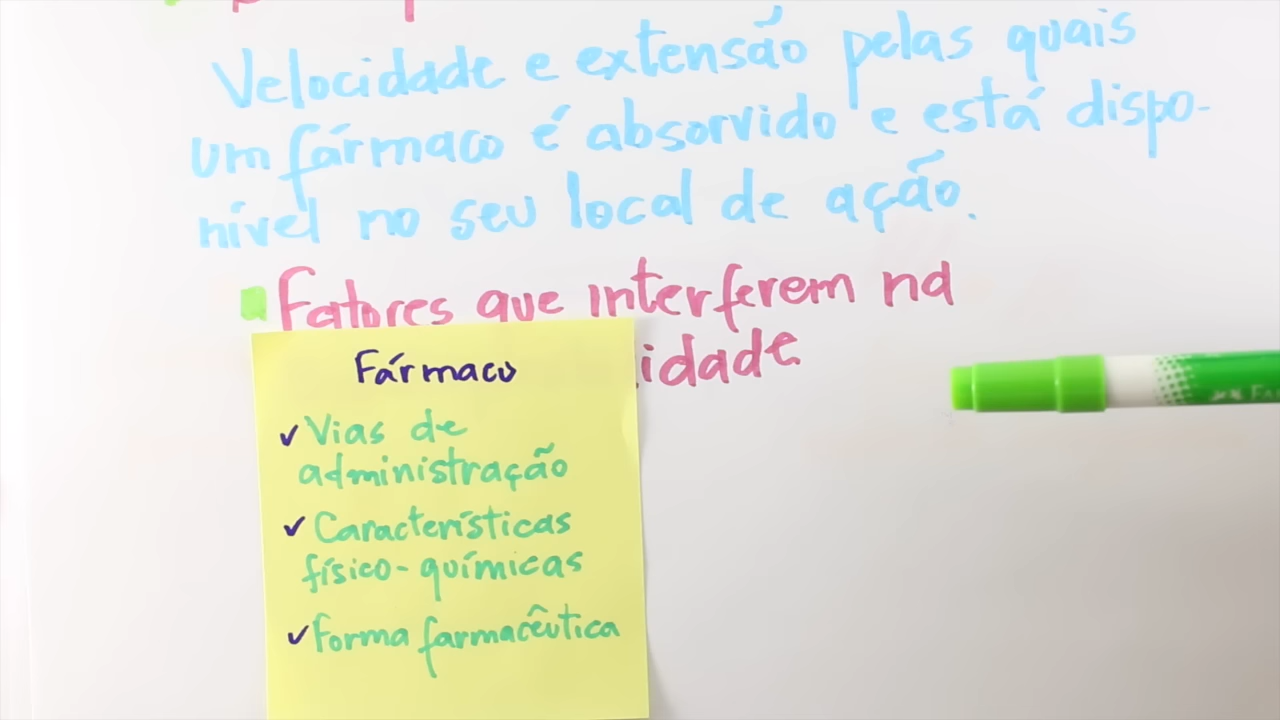 Velocidade e extensão pelas quais
um fármaco é absorvido e está dispo-
nível no seu local de ação.
Fatores que interferem na
idade
Fármaco
✓ Vias de
administração
✓ Características
físico-químicas
✓ Forma farmacêutica